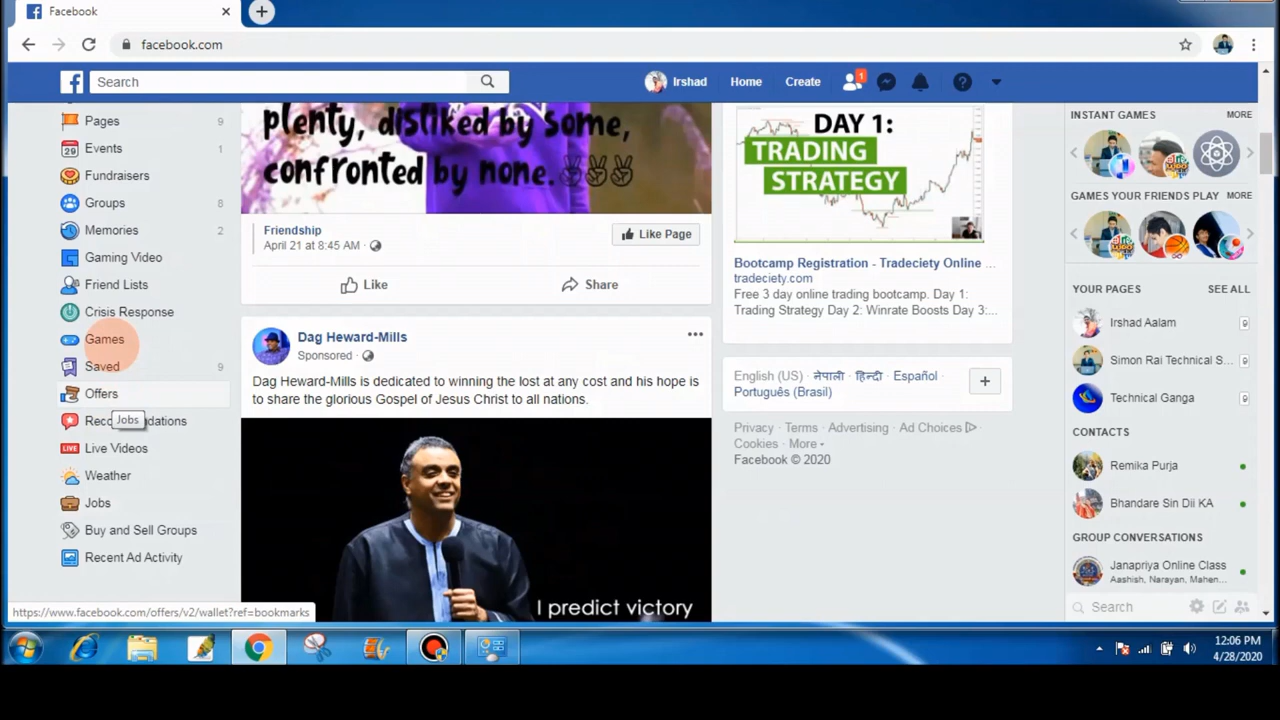 Facebook
facebook.com
Search
Irshad
Home
Create
1
Pages 9
Events 1
29
Fundraisers
Groups 8
Memories 2
Gaming Video
Friend Lists
Crisis Response
Games
Saved 9
Offers
Jobs
Live Videos
LIVE
Weather
Jobs
Buy and Sell Groups
Recent Ad Activity
https://www.facebook.com/offers/v2/wallet?ref=bookmarks
plenty, disliked by some,
confronted by none.✌✌✌
Friendship
April 21 at 8:45 AM ·
Like Page
Like
Share
Dag Heward-Mills
Sponsored ·
Dag Heward-Mills is dedicated to winning the lost at any cost and his hope is
to share the glorious Gospel of Jesus Christ to all nations.
I predict victory
DAY 1:
TRADING
STRATEGY
Bootcamp Registration - Tradeciety Online ...
tradeciety.com
Free 3 day online trading bootcamp. Day 1:
Trading Strategy Day 2: Winrate Boosts Day 3:...
English (US) · नेपाली · हिन्दी · Español ·
Português (Brasil)
Privacy · Terms · Advertising · Ad Choices ·
Cookies · More
Facebook © 2020
INSTANT GAMES MORE
GAMES YOUR FRIENDS PLAY MORE
YOUR PAGES SEE ALL
Irshad Aalam 9
Simon Rai Technical S... 9
Technical Ganga 9
CONTACTS
Remika Purja
Bhandare Sin Dii KA
GROUP CONVERSATIONS
Janapriya Online Class
Aashish, Narayan, Mahen...
Search
12:06 PM
4/28/2020